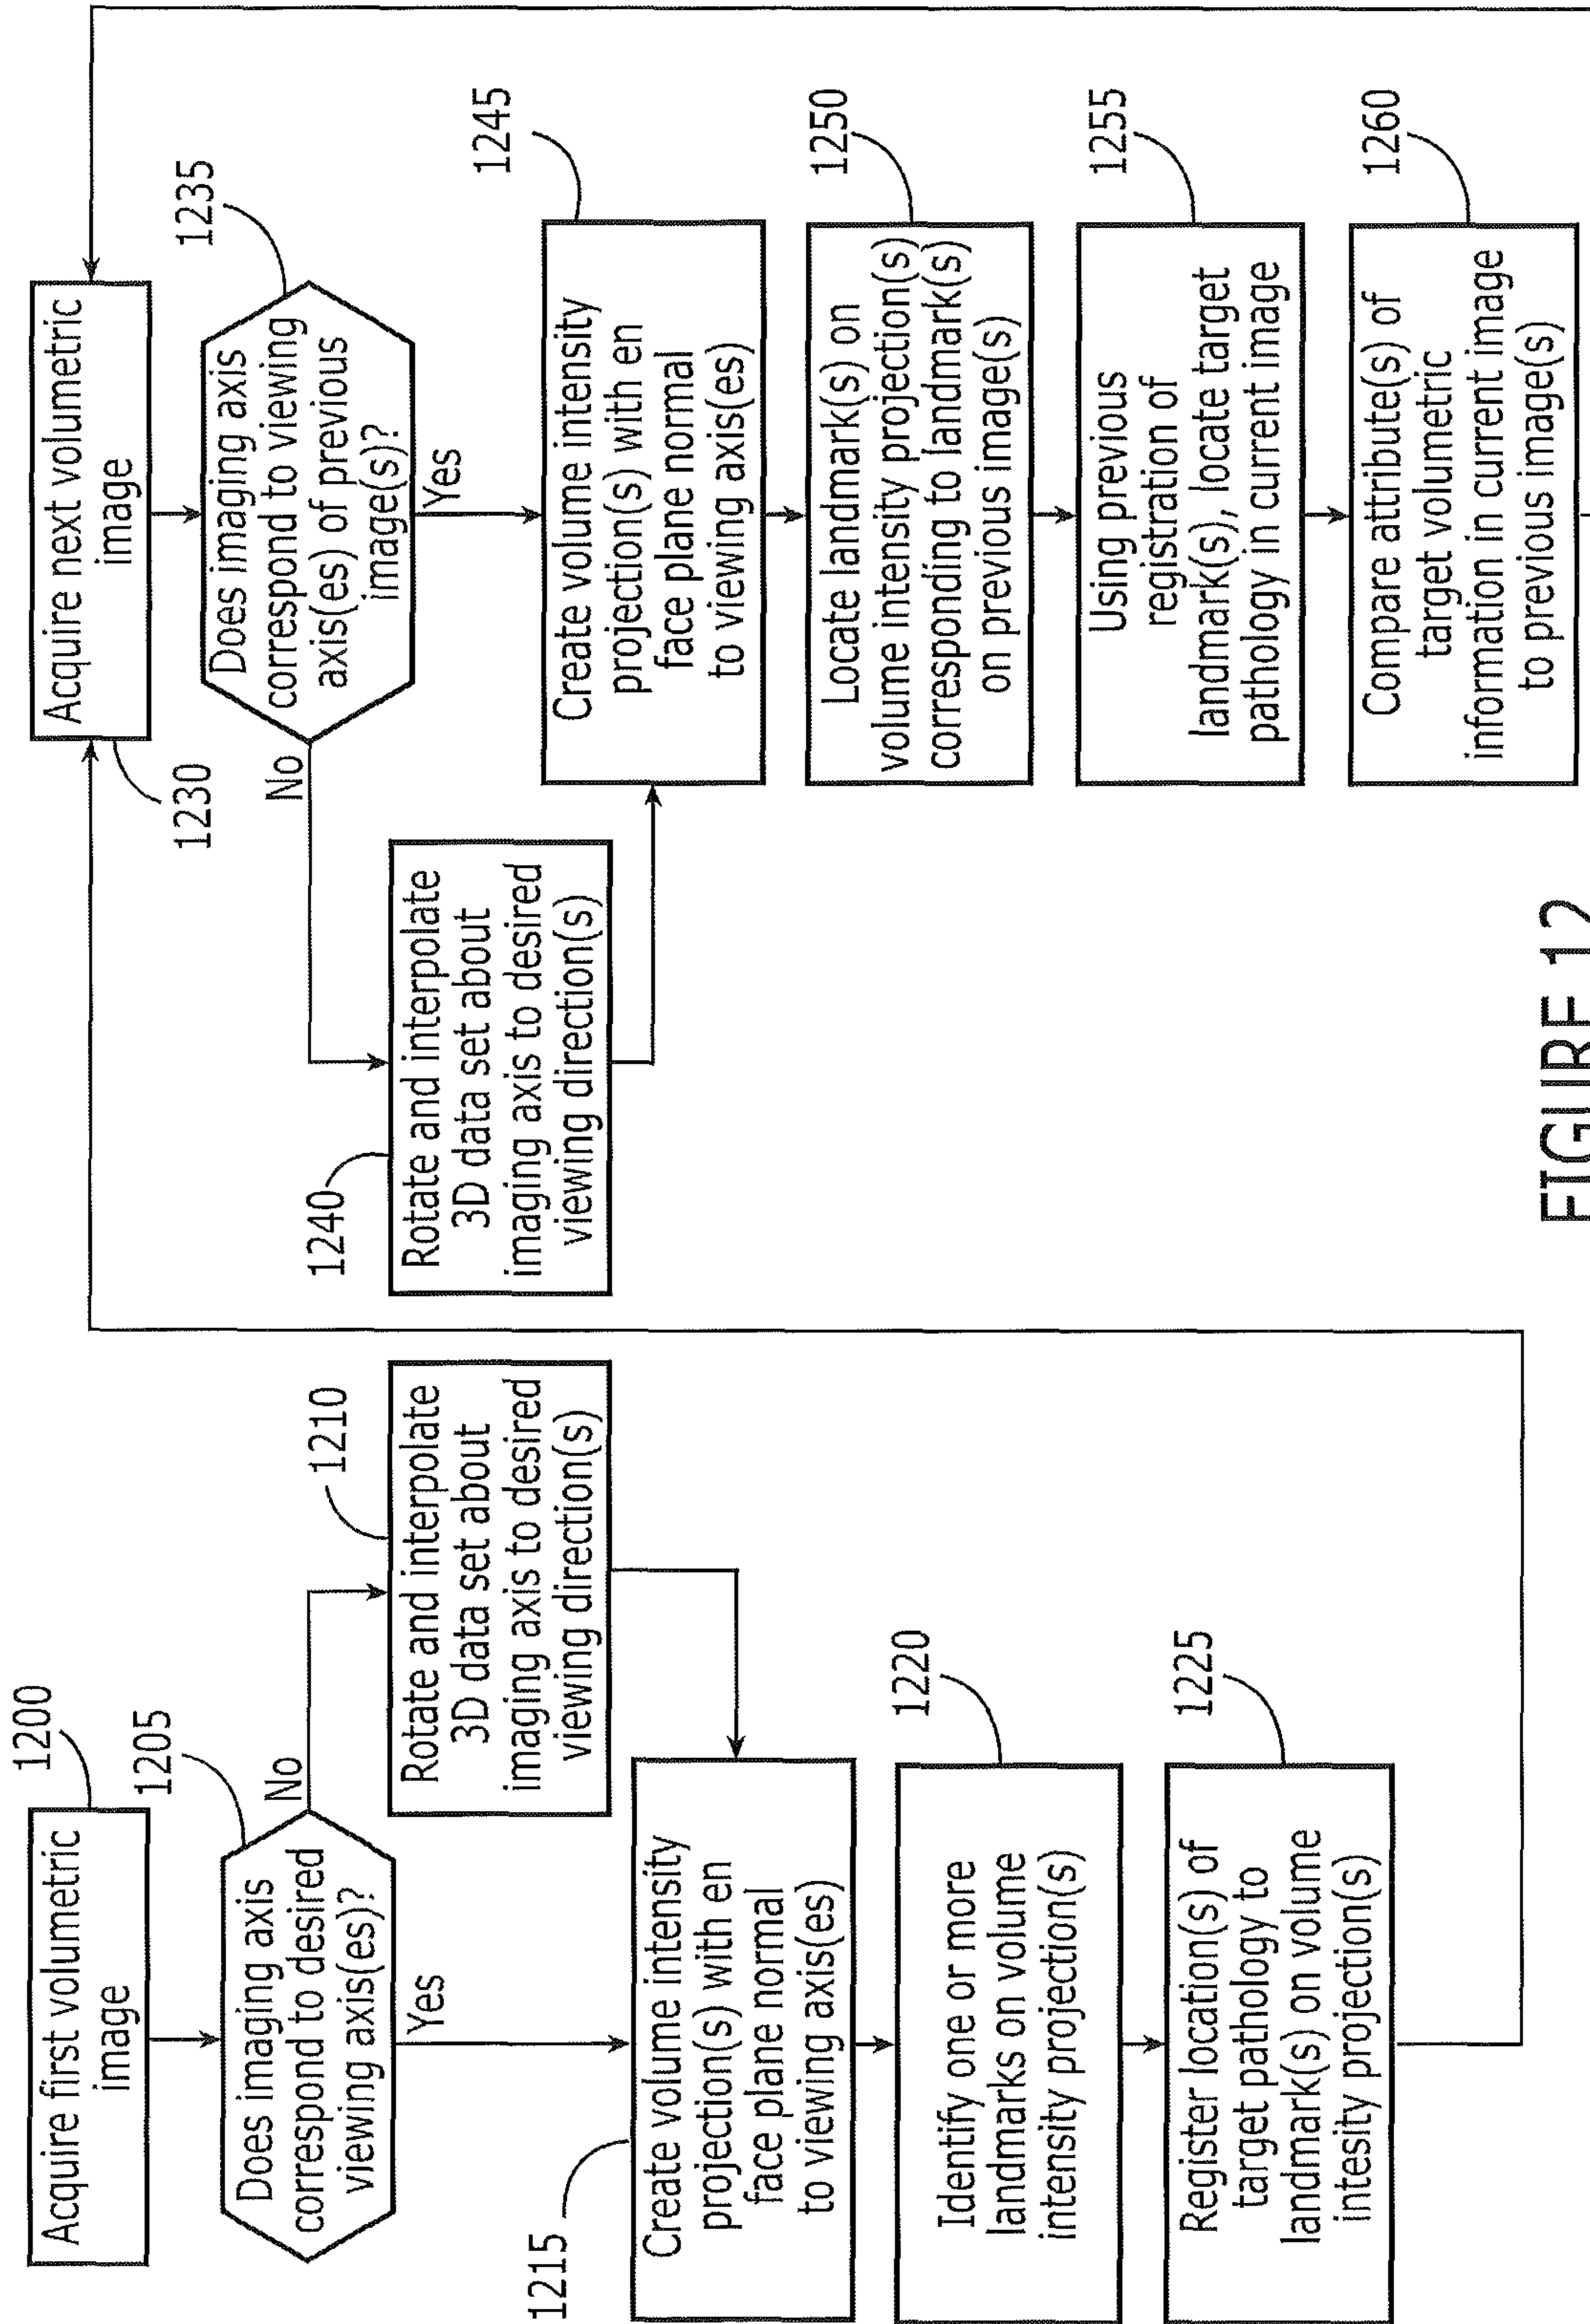 Acquire first volumetric
image
1200
Does imaging axis
correspond to desired
viewing axis(es)?
1205
No
Yes
Rotate and interpolate
3D data set about
imaging axis to desired
viewing direction(s)
1210
Create volume intensity
projection(s) with en
face plane normal
to viewing axis(es)
1215
Identify one or more
landmarks on volume
intensity projection(s)
1220
Register location(s) of
target pathology to
landmark(s) on volume
intesity projection(s)
1225
Acquire next volumetric
image
1230
Does imaging axis
correspond to viewing
axis(es) of previous
image(s)?
1235
No
Yes
Rotate and interpolate
3D data set about
imaging axis to desired
viewing direction(s)
1240
Create volume intensity
projection(s) with en
face plane normal
to viewing axis(es)
1245
Locate landmark(s) on
volume intensity projection(s)
corresponding to landmark(s)
on previous image(s)
1250
Using previous
registration of
landmark(s), locate target
pathology in current image
1255
Compare attribute(s) of
target volumetric
information in current image
to previous image(s)
1260
FIGURE 12